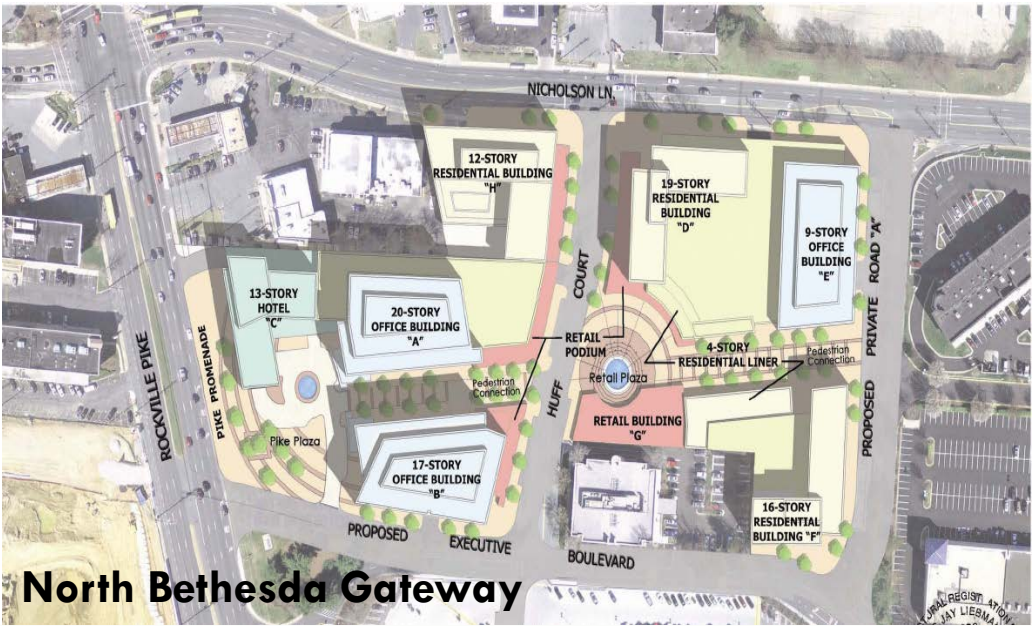 NICHOLSON LN.
12-STORY
RESIDENTIAL BUILDING
"H"
19-STORY
RESIDENTIAL
BUILDING
"D"
9-STORY
OFFICE
BUILDING
"E"
PROPOSED PRIVATE ROAD "A"
HUFF COURT
13-STORY
HOTEL
"C"
20-STORY
OFFICE BUILDING
"A"
RETAIL
PODIUM
4-STORY
RESIDENTIAL LINER
Pedestrian
Connection
ROCKVILLE PIKE
PIKE PROMENADE
Pedestrian
Connection
Retail Plaza
RETAIL BUILDING
"G"
Pike Plaza
17-STORY
OFFICE BUILDING
"B"
16-STORY
RESIDENTIAL
BUILDING "F"
PROPOSED EXECUTIVE BOULEVARD
North Bethesda Gateway
JAY LIEBMA